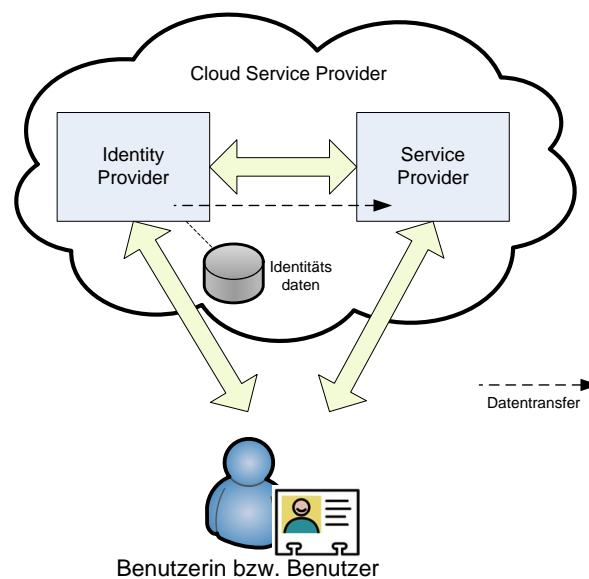 Cloud Service Provider
Identity
Provider
Service
Provider
Identitäts
daten
Datentransfer
Benutzerin bzw. Benutzer